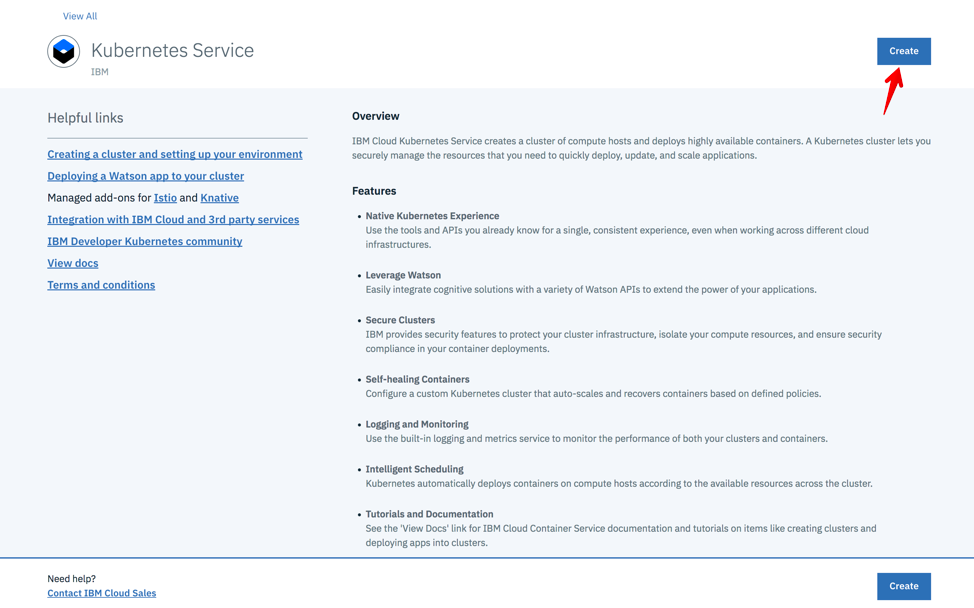 View All
Kubernetes Service
IBM
Create
Helpful links
Creating a cluster and setting up your environment
Deploying a Watson app to your cluster
Managed add-ons for Istio and Knative
Integration with IBM Cloud and 3rd party services
IBM Developer Kubernetes community
View docs
Terms and conditions
Overview
IBM Cloud Kubernetes Service creates a cluster of compute hosts and deploys highly available containers. A Kubernetes cluster lets you
securely manage the resources that you need to quickly deploy, update, and scale applications.
Features
• Native Kubernetes Experience
Use the tools and APIs you already know for a single, consistent experience, even when working across different cloud
infrastructures.
• Leverage Watson
Easily integrate cognitive solutions with a variety of Watson APIs to extend the power of your applications.
• Secure Clusters
IBM provides security features to protect your cluster infrastructure, isolate your compute resources, and ensure security
compliance in your container deployments.
• Self-healing Containers
Configure a custom Kubernetes cluster that auto-scales and recovers containers based on defined policies.
• Logging and Monitoring
Use the built-in logging and metrics service to monitor the performance of both your clusters and containers.
• Intelligent Scheduling
Kubernetes automatically deploys containers on compute hosts according to the available resources across the cluster.
• Tutorials and Documentation
See the 'View Docs' link for IBM Cloud Container Service documentation and tutorials on items like creating clusters and
deploying apps into clusters.
Need help?
Contact IBM Cloud Sales
Create